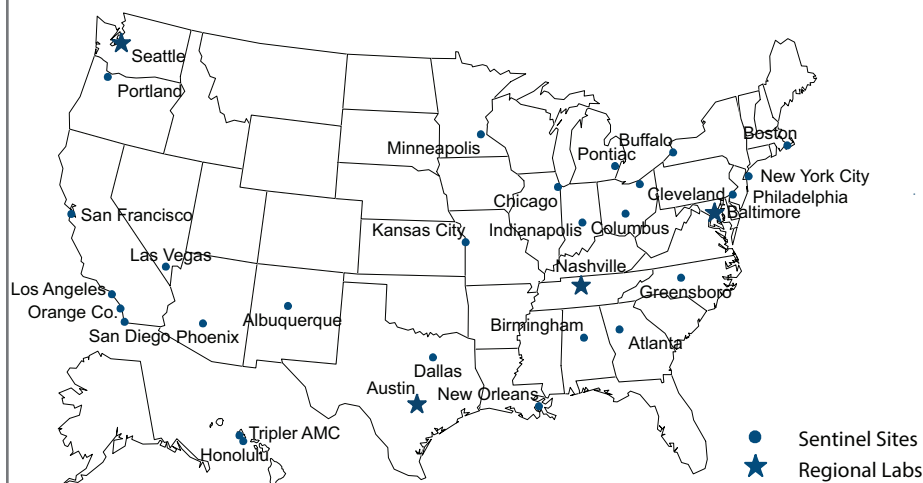 Seattle
Portland
Minneapolis
Buffalo
Boston
Pontiac
New York City
Chicago
Cleveland
Philadelphia
San Francisco
Baltimore
Kansas City
Indianapolis
Columbus
Las Vegas
Nashville
Los Angeles
Greensboro
Orange Co.
Albuquerque
Birmingham
San Diego
Phoenix
Atlanta
Dallas
Austin
New Orleans
Tripler AMC
Honolulu
Sentinel Sites
Regional Labs